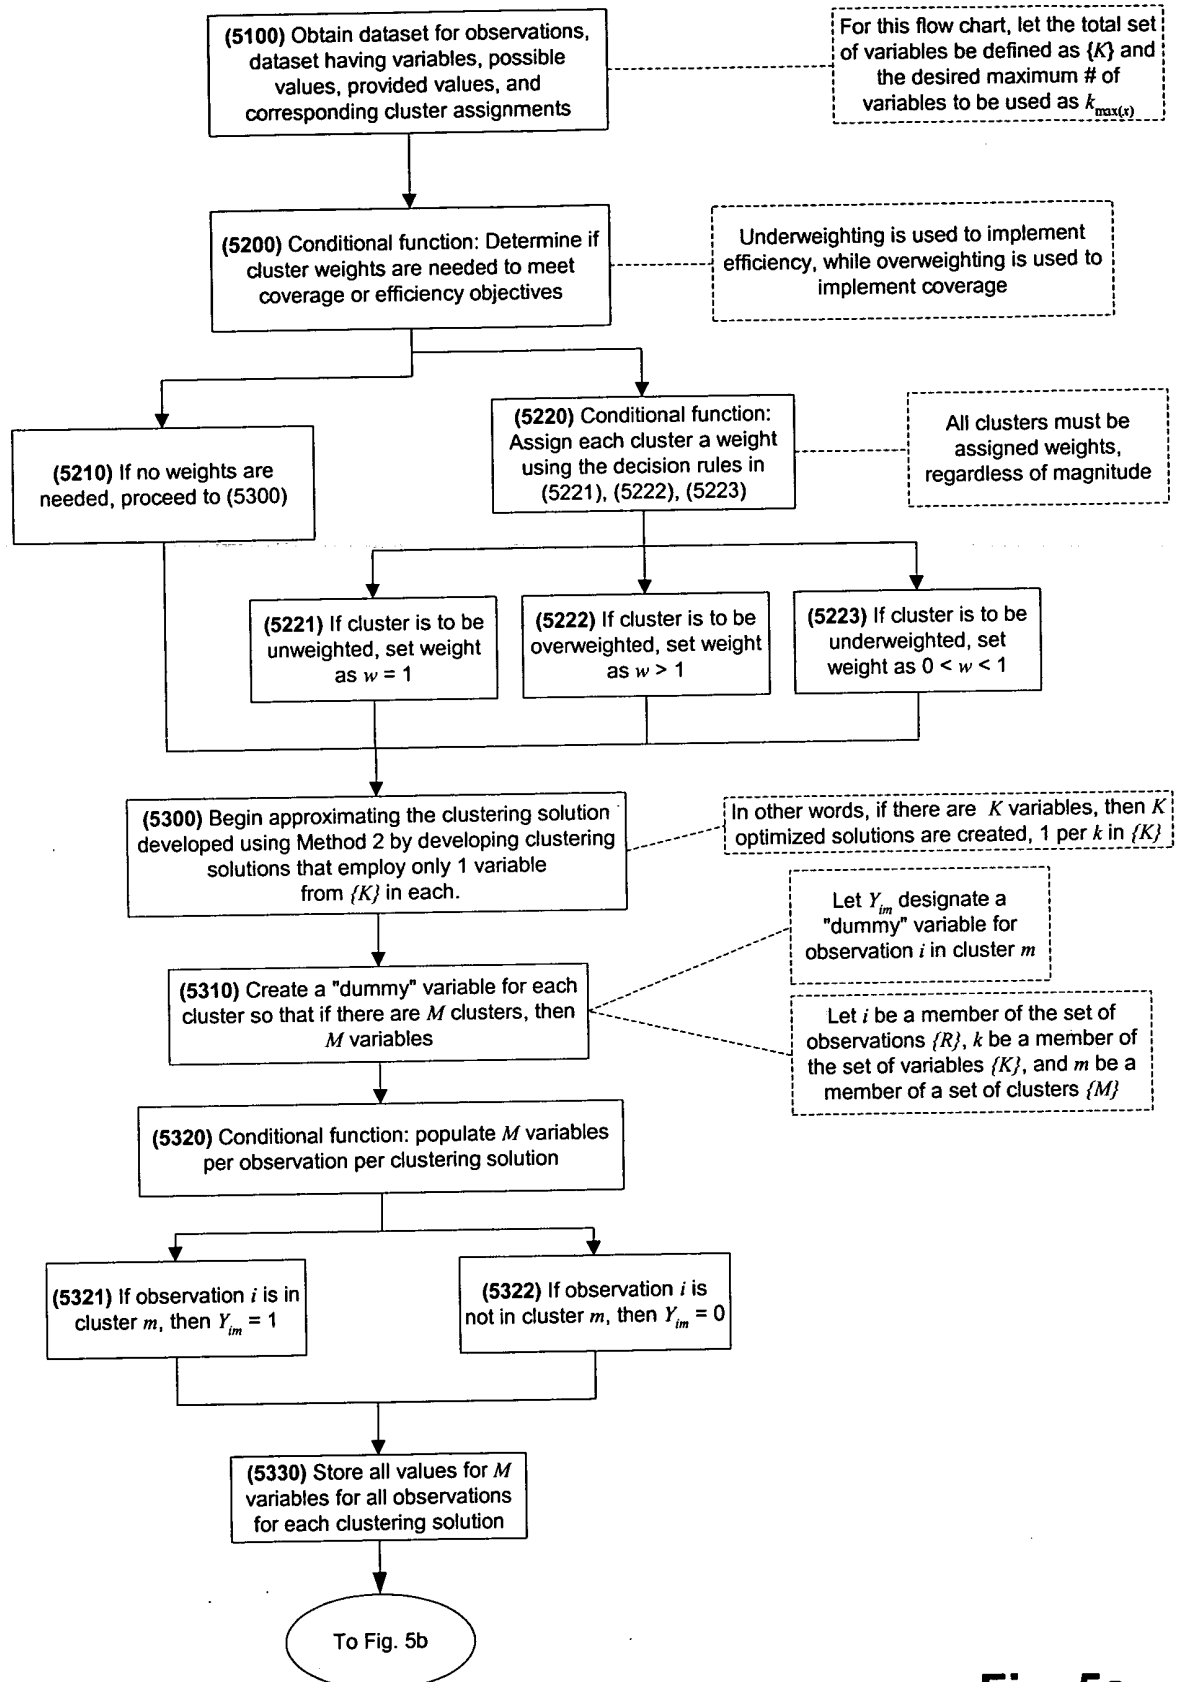 (5100) Obtain dataset for observations,
dataset having variables, possible
values, provided values, and
corresponding cluster assignments
For this flow chart, let the total set
of variables be defined as {K} and
the desired maximum # of
variables to be used as k_max(x)
(5200) Conditional function: Determine if
cluster weights are needed to meet
coverage or efficiency objectives
Underweighting is used to implement
efficiency, while overweighting is used to
implement coverage
(5210) If no weights are
needed, proceed to (5300)
(5220) Conditional function:
Assign each cluster a weight
using the decision rules in
(5221), (5222), (5223)
All clusters must be
assigned weights,
regardless of magnitude
(5221) If cluster is to be
unweighted, set weight
as w = 1
(5222) If cluster is to be
overweighted, set weight
as w > 1
(5223) If cluster is to be
underweighted, set
weight as 0 < w < 1
(5300) Begin approximating the clustering solution
developed using Method 2 by developing clustering
solutions that employ only 1 variable
from {K} in each.
In other words, if there are K variables, then K
optimized solutions are created, 1 per k in {K}
(5310) Create a "dummy" variable for each
cluster so that if there are M clusters, then
M variables
Let Y_im designate a
"dummy" variable for
observation i in cluster m
Let i be a member of the set of
observations {R}, k be a member of
the set of variables {K}, and m be a
member of a set of clusters {M}
(5320) Conditional function: populate M variables
per observation per clustering solution
(5321) If observation i is in
cluster m, then Y_im = 1
(5322) If observation i is
not in cluster m, then Y_im = 0
(5330) Store all values for M
variables for all observations
for each clustering solution
To Fig. 5b